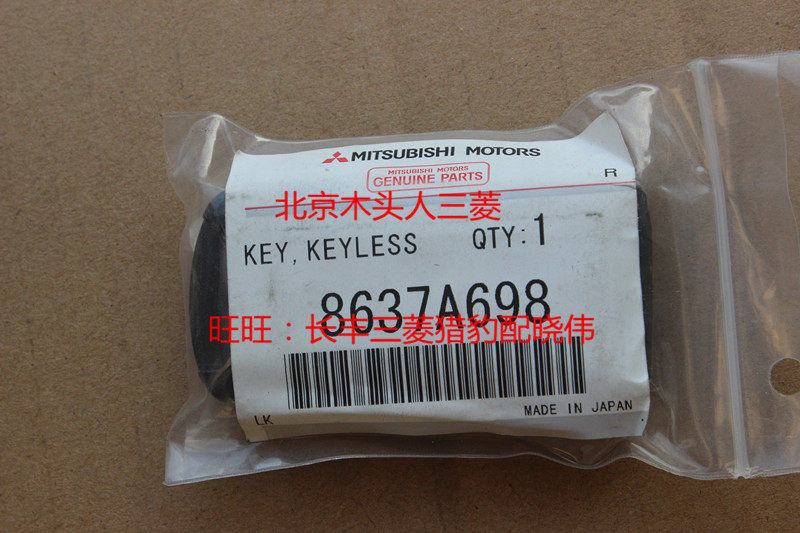 MITSUBISHI MOTORS
MITSUBISHI MOTORS
GENUINE PARTS
R
北京木头人三菱
KEY, KEYLESS QTY: 1
8637A698
旺旺：长丰三菱猎豹配晓伟
LK MADE IN JAPAN